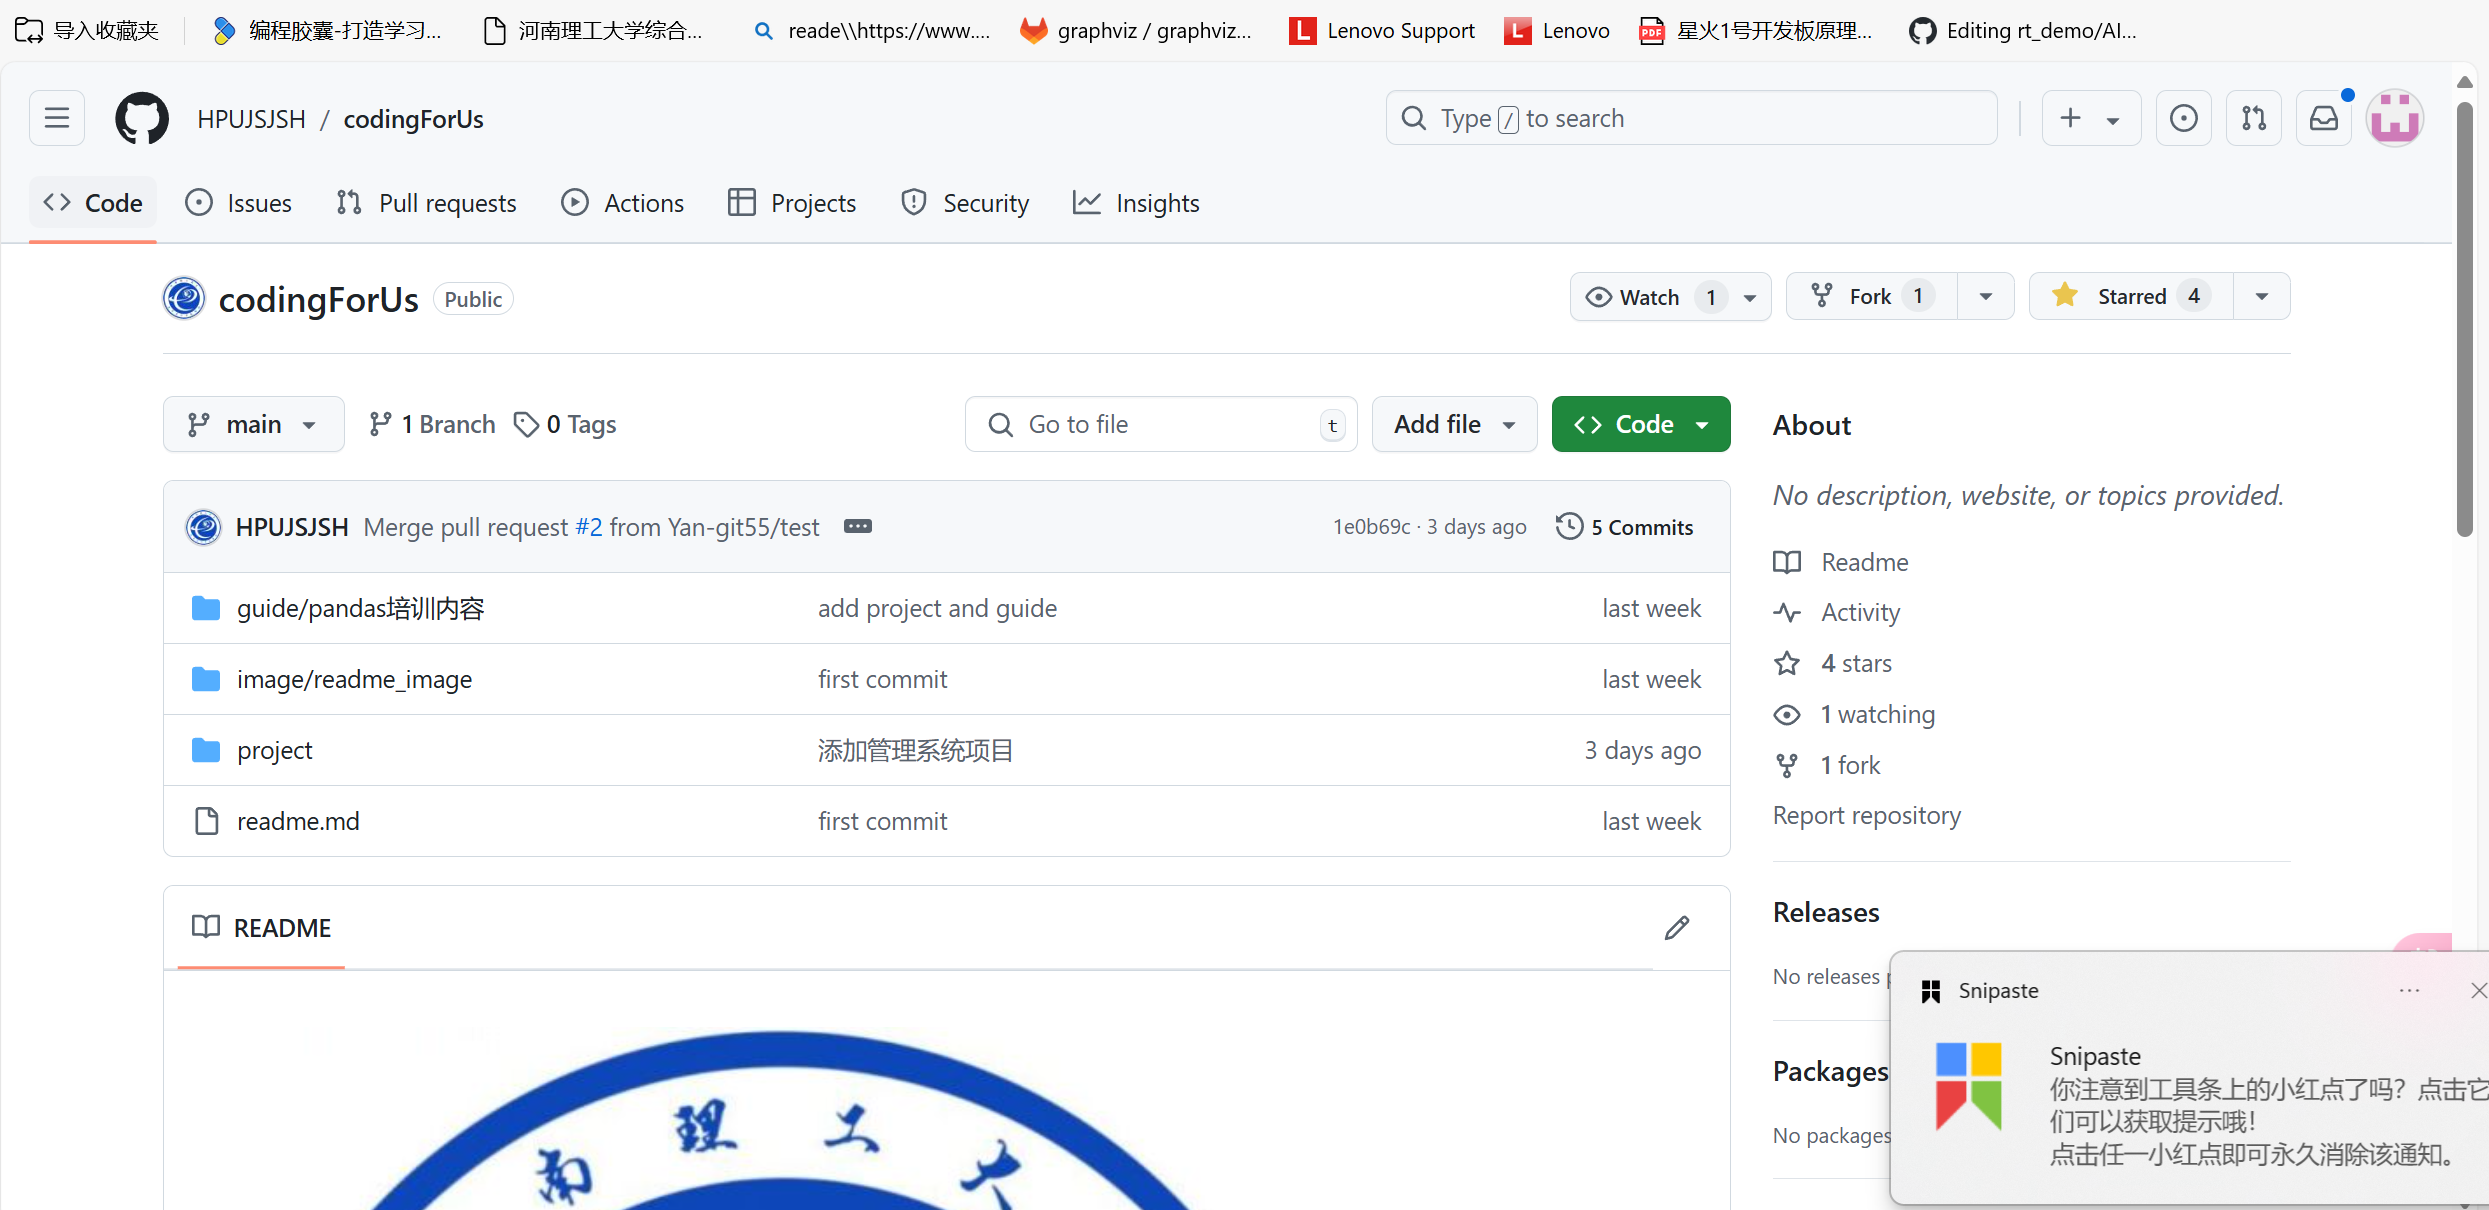 导入收藏夹 编程胶囊-打造学习... 河南理工大学综合... reade\\https://www.... graphviz / graphviz... Lenovo Support Lenovo 星火1号开发板原理... Editing rt_demo/AI...
HPUJSJSH / codingForUs Type / to search
Code Issues Pull requests Actions Projects Security Insights
codingForUs Public Watch 1 Fork 1 Starred 4
main 1 Branch 0 Tags Go to file t Add file Code
HPUJSJSH Merge pull request #2 from Yan-git55/test 1e0b69c · 3 days ago 5 Commits
guide/pandas培训内容 add project and guide last week
image/readme_image first commit last week
project 添加管理系统项目 3 days ago
readme.md first commit last week
README
南 理 工 大
About
No description, website, or topics provided.
Readme
Activity
4 stars
1 watching
1 fork
Report repository
Releases
No releases
Packages
No packages
Snipaste
Snipaste
你注意到工具条上的小红点了吗？点击它
们可以获取提示哦！
点击任一小红点即可永久消除该通知。